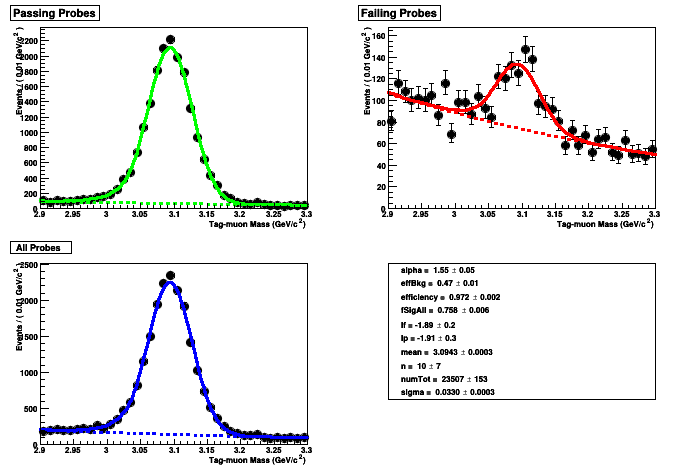 Passing Probes
Events / ( 0.01 GeV/c² )
2200
2000
1800
1600
1400
1200
1000
800
600
400
200
0
2.9 2.95 3 3.05 3.1 3.15 3.2 3.25 3.3
Tag-muon Mass (GeV/c²)
Failing Probes
Events / ( 0.01 GeV/c² )
160
140
120
100
80
60
40
20
0
2.9 2.95 3 3.05 3.1 3.15 3.2 3.25 3.3
Tag-muon Mass (GeV/c²)
All Probes
Events / ( 0.01 GeV/c² )
2500
2000
1500
1000
500
0
2.9 2.95 3 3.05 3.1 3.15 3.2 3.25 3.3
Tag-muon Mass (GeV/c²)
alpha = 1.55 ± 0.05
effBkg = 0.47 ± 0.01
efficiency = 0.972 ± 0.002
fSigAll = 0.758 ± 0.006
lf = -1.89 ± 0.2
lp = -1.91 ± 0.3
mean = 3.0943 ± 0.0003
n = 10 ± 7
numTot = 23507 ± 153
sigma = 0.0330 ± 0.0003